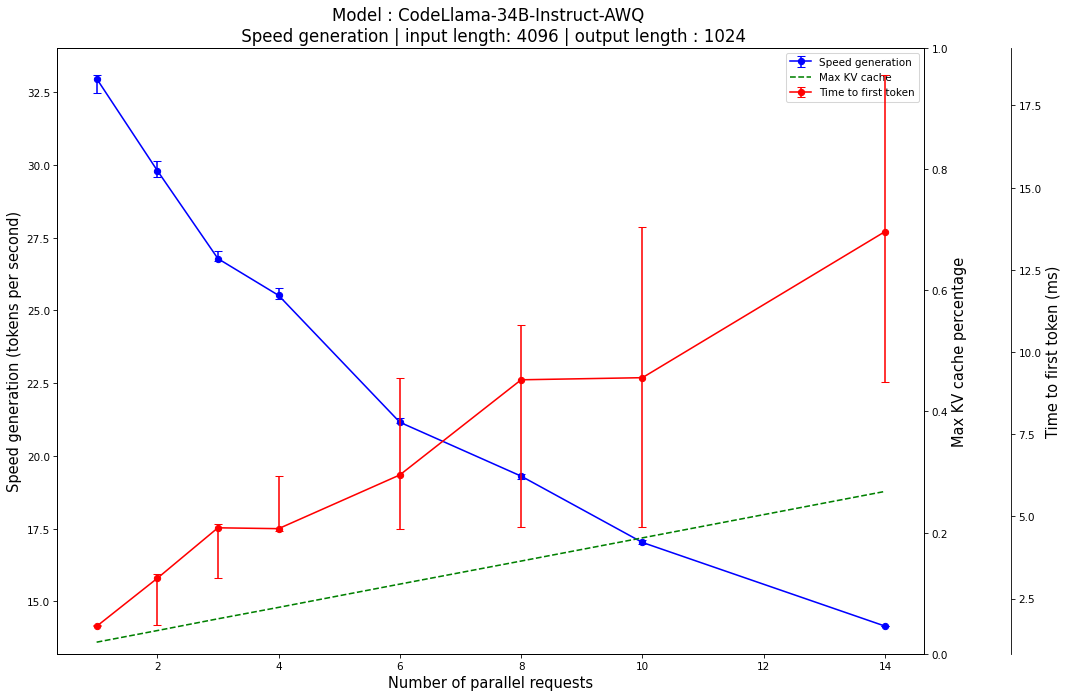 Model : CodeLlama-34B-Instruct-AWQ
Speed generation | input length: 4096 | output length : 1024
Speed generation
Max KV cache
Time to first token
Speed generation (tokens per second)
32.5
30.0
27.5
25.0
22.5
20.0
17.5
15.0
1.0
0.8
0.6
0.4
0.2
0.0
Max KV cache percentage
17.5
15.0
12.5
10.0
7.5
5.0
2.5
Time to first token (ms)
2 4 6 8 10 12 14
Number of parallel requests